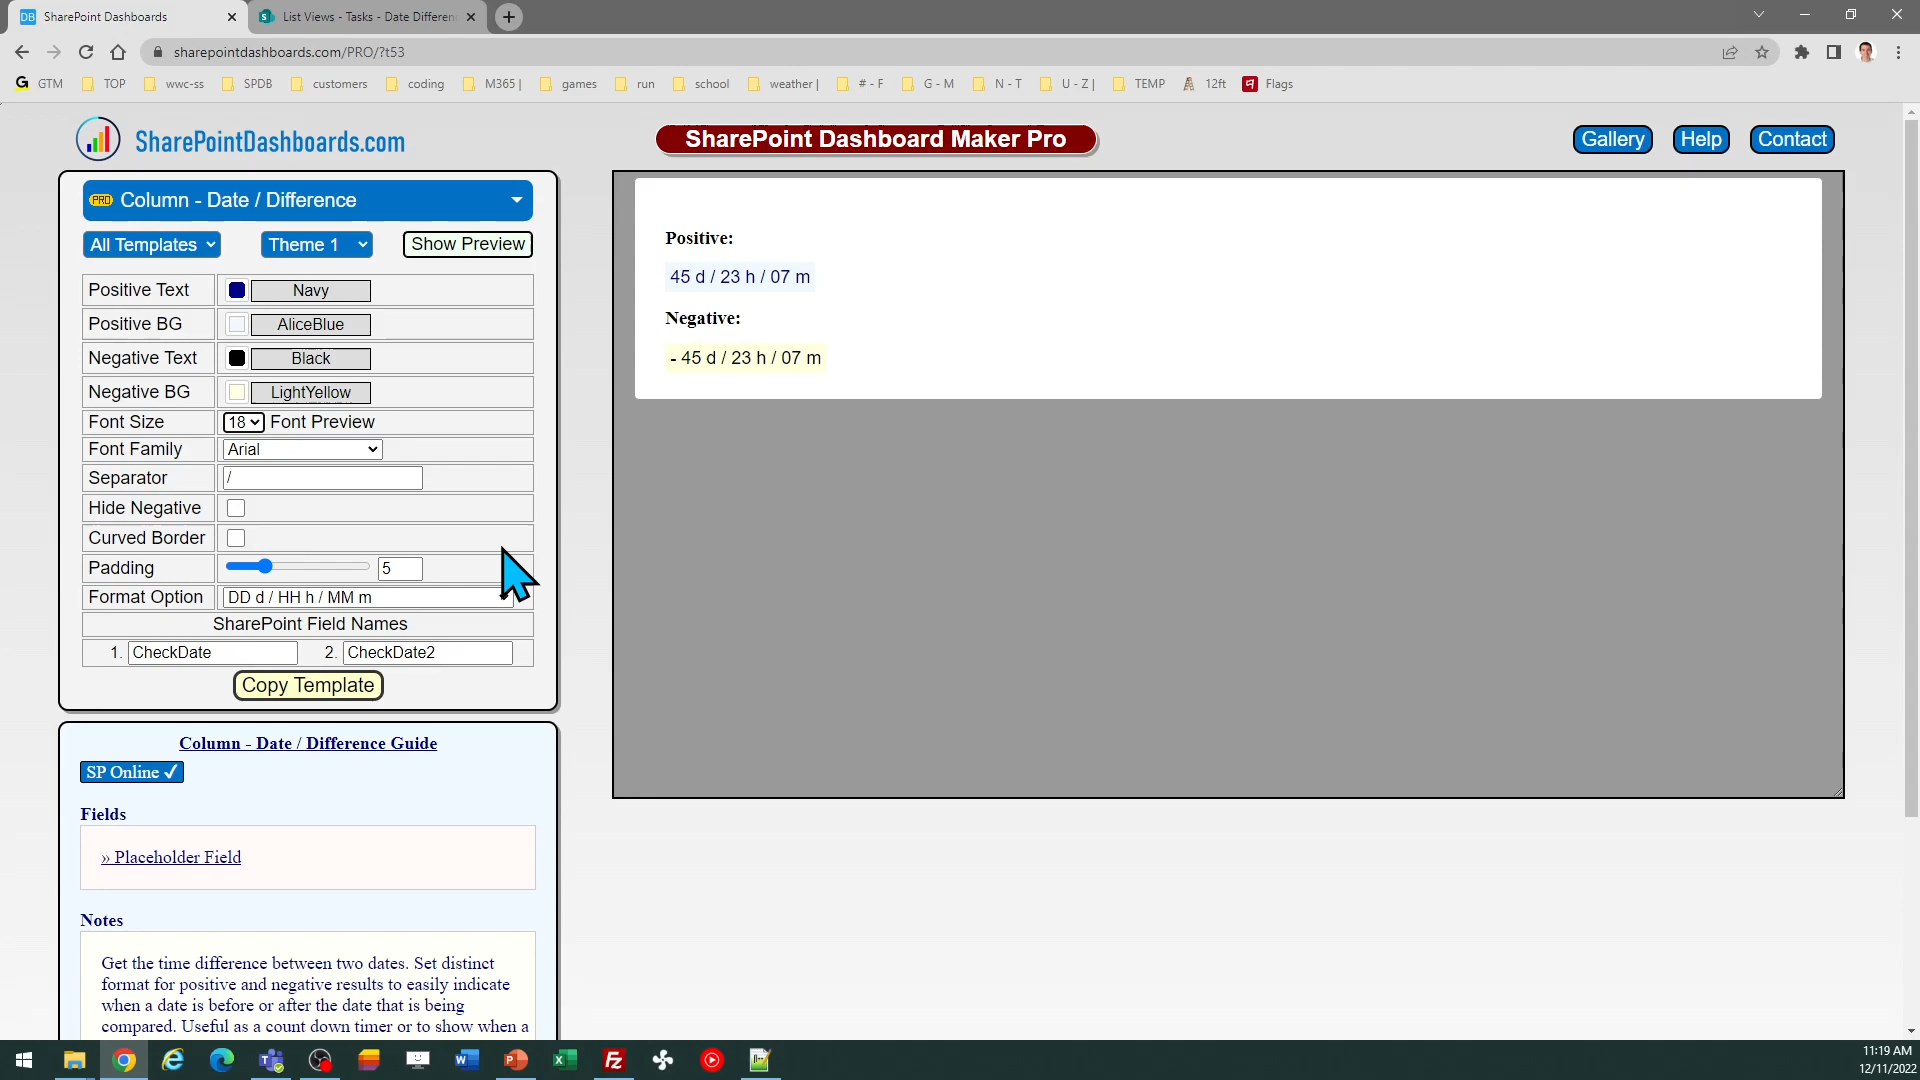 DB SharePoint Dashboards
S List Views - Tasks - Date Differen
sharepointdashboards.com/PRO/?t53
G GTM TOP wwc-ss SPDB customers coding M365 | games run school weather | # - F G - M N - T U - Z | TEMP 12ft Flags
SharePointDashboards.com
SharePoint Dashboard Maker Pro
Gallery Help Contact
PRO Column - Date / Difference
All Templates Theme 1 Show Preview
Positive Text Navy
Positive BG AliceBlue
Negative Text Black
Negative BG LightYellow
Font Size 18 Font Preview
Font Family Arial
Separator /
Hide Negative
Curved Border
Padding 5
Format Option DD d / HH h / MM m
SharePoint Field Names
1. CheckDate 2. CheckDate2
Copy Template
Positive:
45 d / 23 h / 07 m
Negative:
- 45 d / 23 h / 07 m
Column - Date / Difference Guide
SP Online ✓
Fields
» Placeholder Field
Notes
Get the time difference between two dates. Set distinct
format for positive and negative results to easily indicate
when a date is before or after the date that is being
compared. Useful as a count down timer or to show when a
11:19 AM
12/11/2022